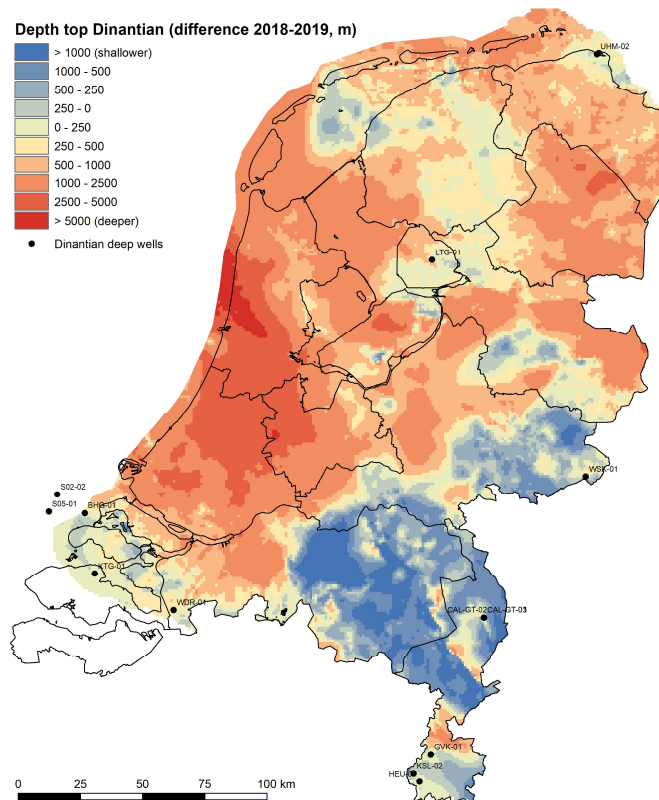 Depth top Dinantian (difference 2018-2019, m)
> 1000 (shallower)
1000 - 500
500 - 250
250 - 0
0 - 250
250 - 500
500 - 1000
1000 - 2500
2500 - 5000
> 5000 (deeper)
Dinantian deep wells
UHM-02
LTG-01
WSK-01
S02-02
S05-01
BHG-01
KTG-01
WDR-01
CAL-GT-02CAL-GT-03
GVK-01
KSL-02
0 25 50 75 100 km